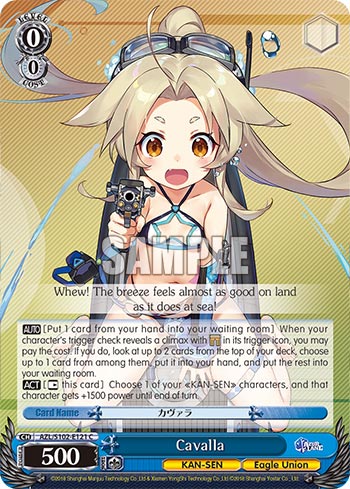 LEVEL
0
0
COST
SAMPLE
Whew! The breeze feels almost as good on land
as it does at sea!
AUTO [Put 1 card from your hand into your waiting room] When your
character's trigger check reveals a climax with in its trigger icon, you may
pay the cost. If you do, look at up to 2 cards from the top of your deck, choose
up to 1 card from among them, put it into your hand, and put the rest into
your waiting room.
ACT [ this card] Choose 1 of your <KAN-SEN> characters, and that
character gets +1500 power until end of turn.
Card Name カヴァラ
CH AZL/S102-E121 C
POWER 500
Cavalla
KAN-SEN Eagle Union